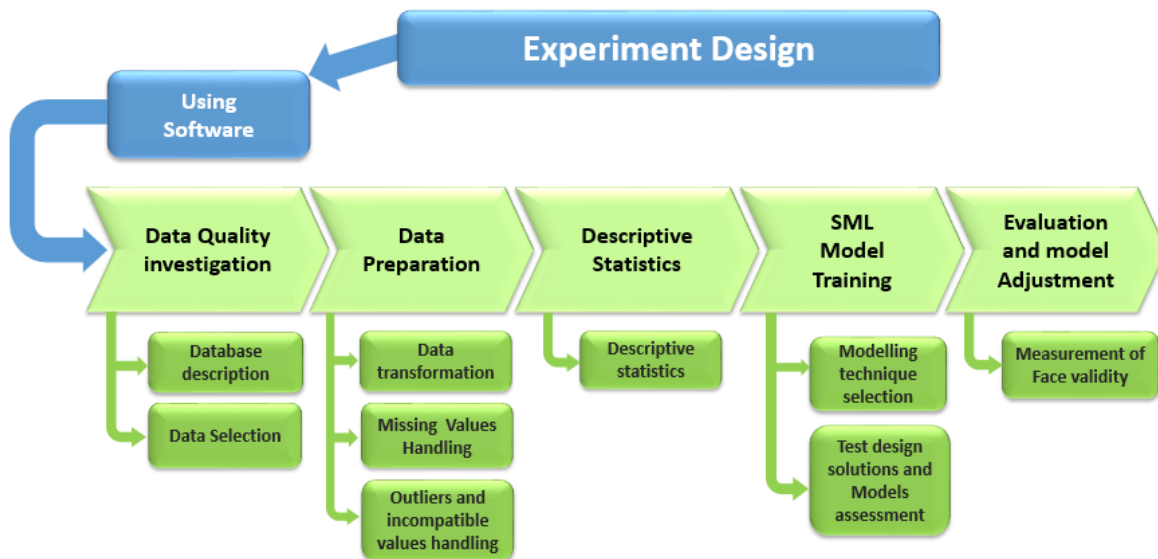 Experiment Design
Using
Software
Data Quality
investigation
Data
Preparation
Descriptive
Statistics
SML
Model
Training
Evaluation
and model
Adjustment
Database
description
Data Selection
Data
transformation
Missing Values
Handling
Outliers and
incompatible
values handling
Descriptive
statistics
Modelling
technique
selection
Test design
solutions and
Models
assessment
Measurement of
Face validity